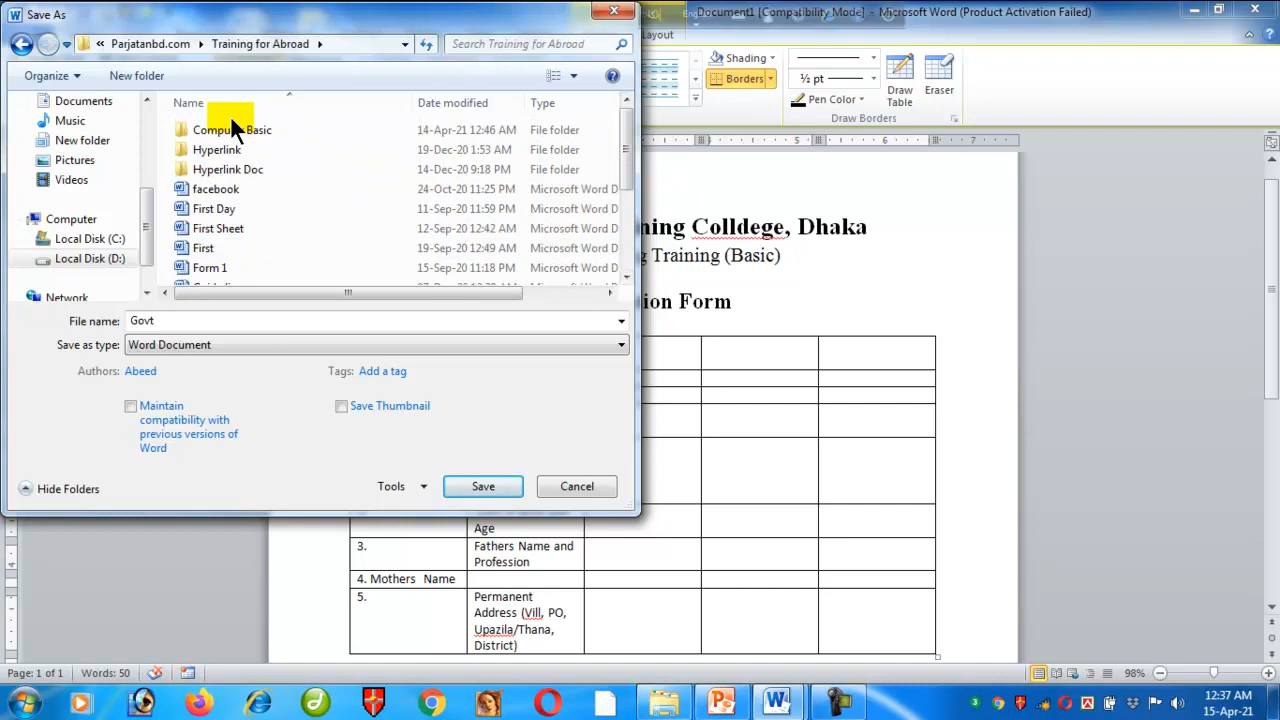 Save As
Document1 [Compatibility Mode] - Microsoft Word (Product Activation Failed)
Parjatanbd.com
Training for Abroad
Search Training for Abroad
Layout
Organize
New folder
Shading
Borders
½ pt
Pen Color
Draw Table
Eraser
Draw Borders
Documents
Music
New folder
Pictures
Videos
Computer
Local Disk (C:)
Local Disk (D:)
Network
Name Date modified Type
Basic 14-Apr-21 12:46 AM File folder
Hyperlink 19-Dec-20 1:53 AM File folder
Hyperlink Doc 14-Dec-20 9:18 PM File folder
facebook 24-Oct-20 11:25 PM Microsoft Word D
First Day 11-Sep-20 11:59 PM Microsoft Word D
First Sheet 12-Sep-20 12:42 AM Microsoft Word D
First 19-Sep-20 12:49 AM Microsoft Word D
Form 1 15-Sep-20 11:18 PM Microsoft Word D
File name: Govt
Save as type: Word Document
Authors: Abeed
Tags: Add a tag
Maintain
compatibility with
previous versions of
Word
Save Thumbnail
Hide Folders
Tools
Save
Cancel
5 6 7
ning Colldege, Dhaka
g Training (Basic)
ion Form
Age
3. Fathers Name and
Profession
4. Mothers Name
5. Permanent
Address (Vill, PO,
Upazila/Thana,
District)
Page: 1 of 1
Words: 50
98%
12:37 AM
15-Apr-21